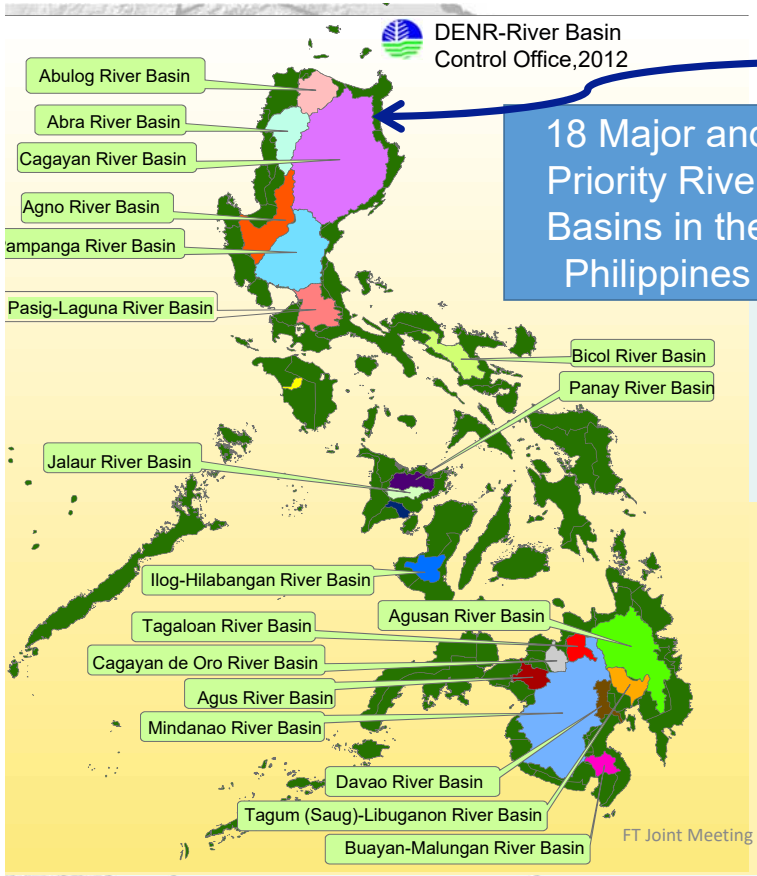 DENR-River Basin
Control Office,2012
18 Major and
Priority Rive
Basins in the
Philippines
Abulog River Basin
Abra River Basin
Cagayan River Basin
Agno River Basin
ampanga River Basin
Pasig-Laguna River Basin
Bicol River Basin
Panay River Basin
Jalaur River Basin
Ilog-Hilabangan River Basin
Agusan River Basin
Tagaloan River Basin
Cagayan de Oro River Basin
Agus River Basin
Mindanao River Basin
Davao River Basin
Tagum (Saug)-Libuganon River Basin
Buayan-Malungan River Basin
FT Joint Meeting